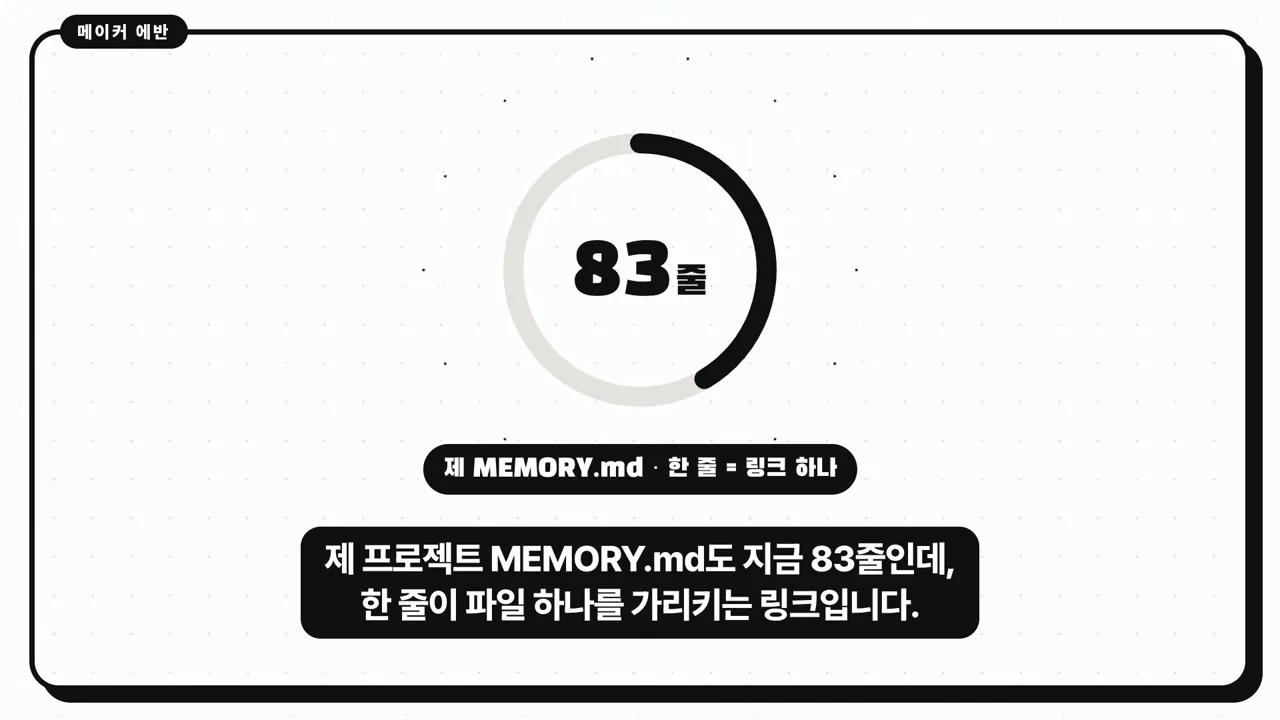 메이커 에반
83줄
제 MEMORY.md · 한 줄 = 링크 하나
제 프로젝트 MEMORY.md도 지금 83줄인데,
한 줄이 파일 하나를 가리키는 링크입니다.